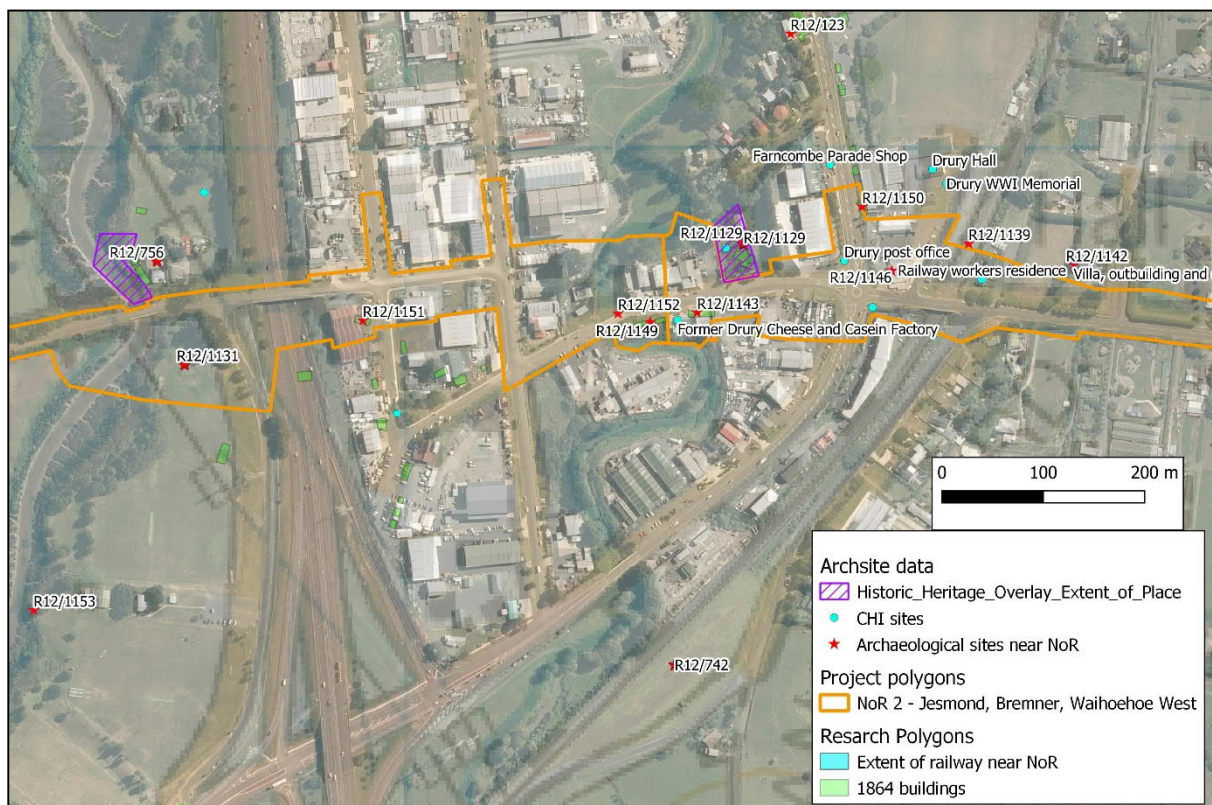 R12/123
Farncombe Parade Shop
Drury Hall
Drury WWI Memorial
R12/1150
R12/756
R12/1129
R12/1129
R12/1139
Drury post office
R12/1142
R12/1146
Railway workers residence
Villa, outbuilding and
R12/1151
R12/1152
R12/1143
R12/1149
Former Drury Cheese and Casein Factory
R12/1131
R12/1153
R12/742
0 100 200 m
Archsite data
Historic_Heritage_Overlay_Extent_of_Place
CHI sites
Archaeological sites near NoR
Project polygons
NoR 2 - Jesmond, Bremner, Waihoehoe West
Resarch Polygons
Extent of railway near NoR
1864 buildings